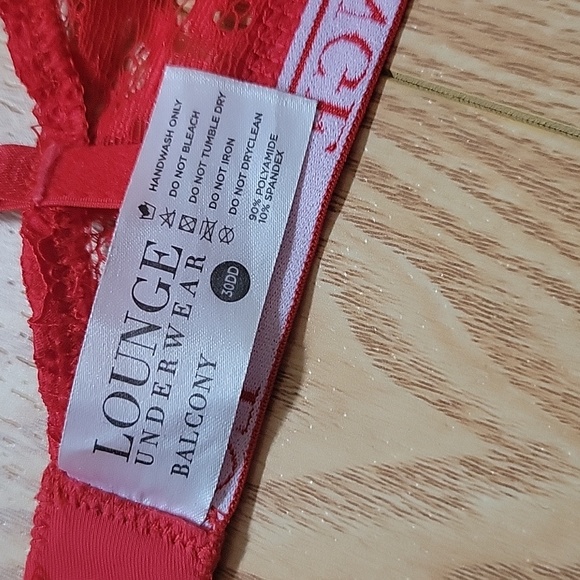 LOUNGE
UNDERWEAR
BALCONY
30DD
HANDWASH ONLY
DO NOT BLEACH
DO NOT TUMBLE DRY
DO NOT IRON
DO NOT DRYCLEAN
90% POLYAMIDE
10% SPANDEX